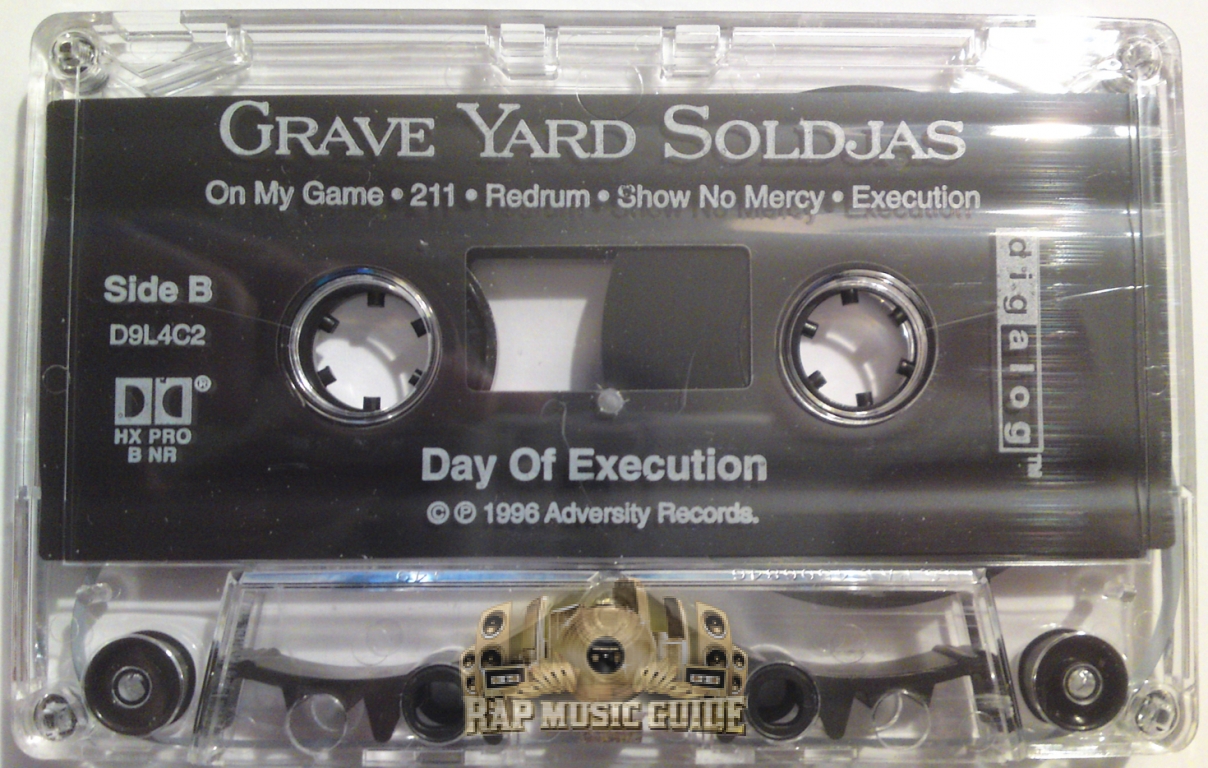 GRAVE YARD SOLDJAS
On My Game • 211 • Redrum • Show No Mercy • Execution
Side B
D9L4C2
HX PRO
B NR
digalog™
Day Of Execution
© ℗ 1996 Adversity Records.
RAP MUSIC GUIDE